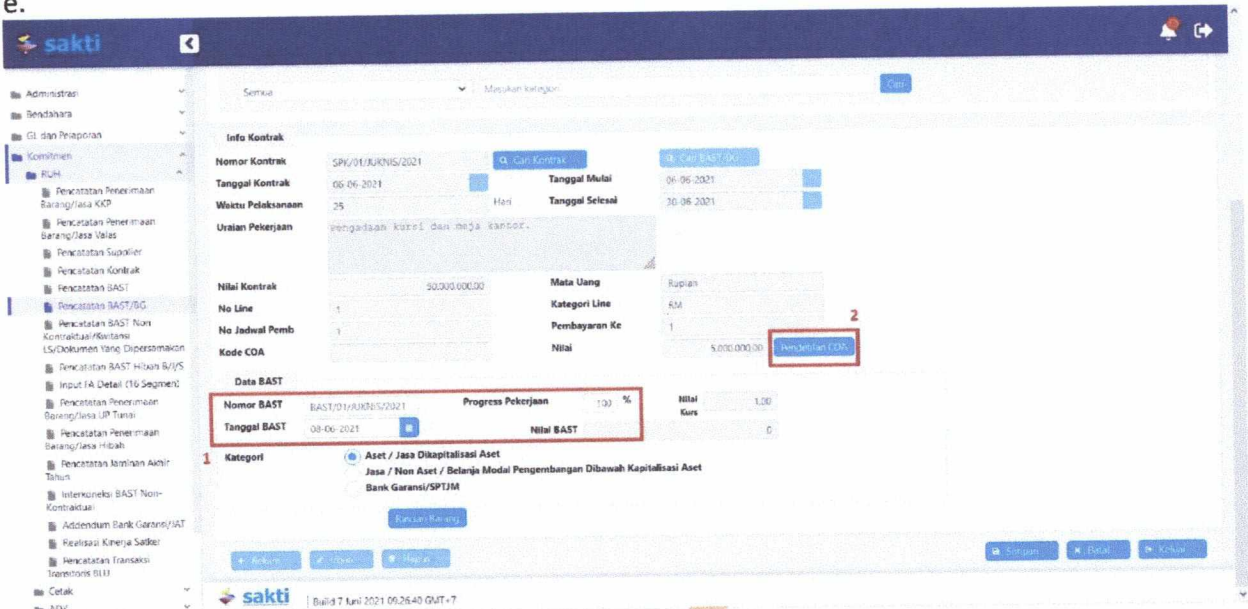 e.
sakti
Semua
Masukan kategori
Cari
Administrasi
Bendahara
GL dan Pelaporan
Komitmen
RUH
Pencatatan Penerimaan
Barang/Jasa KKP
Pencatatan Penerimaan
Barang/Jasa Valas
Pencatatan Supplier
Pencatatan Kontrak
Pencatatan BAST
Pencatatan BAST/BG
Pencatatan BAST Non
Kontraktual/Kwitansi
LS/Dokumen Yang Dipersamakan
Pencatatan BAST Hibah B/J/S
Input FA Detail (16 Segmen)
Pencatatan Penerimaan
Barang/Jasa UP Tunai
Pencatatan Penerimaan
Barang/Jasa Hibah
Pencatatan Jaminan Akhir
Tahun
Interkoneksi BAST Non-
Kontraktual
Addendum Bank Garansi/JAT
Realisasi Kinerja Satker
Pencatatan Transaksi
Transitoris BLU
Cetak
ADK
Info Kontrak
Nomor Kontrak SPK/01/JUKNIS/2021 Cari Kontrak Cari BAST/BG
Tanggal Kontrak 06-06-2021 Tanggal Mulai 06-06-2021
Waktu Pelaksanaan 25 Hari Tanggal Selesai 30-06-2021
Uraian Pekerjaan Pengadaan kursi dan meja kantor.
Nilai Kontrak 50.000.000,00 Mata Uang Rupiah
No Line 1 Kategori Line RM
No Jadwal Pemb 1 Pembayaran Ke 1
2
Kode COA Nilai 5.000.000,00 Pendetilan COA
Data BAST
Nomor BAST BAST/01/JUKNIS/2021 Progress Pekerjaan 100 % Nilai Kurs 1,00
Tanggal BAST 08-06-2021 Nilai BAST 0
1
Kategori Aset / Jasa Dikapitalisasi Aset
Jasa / Non Aset / Belanja Modal Pengembangan Dibawah Kapitalisasi Aset
Bank Garansi/SPTJM
Rincian Barang
+ Rekam Ubah Hapus Simpan Batal Keluar
sakti Build 7 Juni 2021 09:26:40 GMT+7